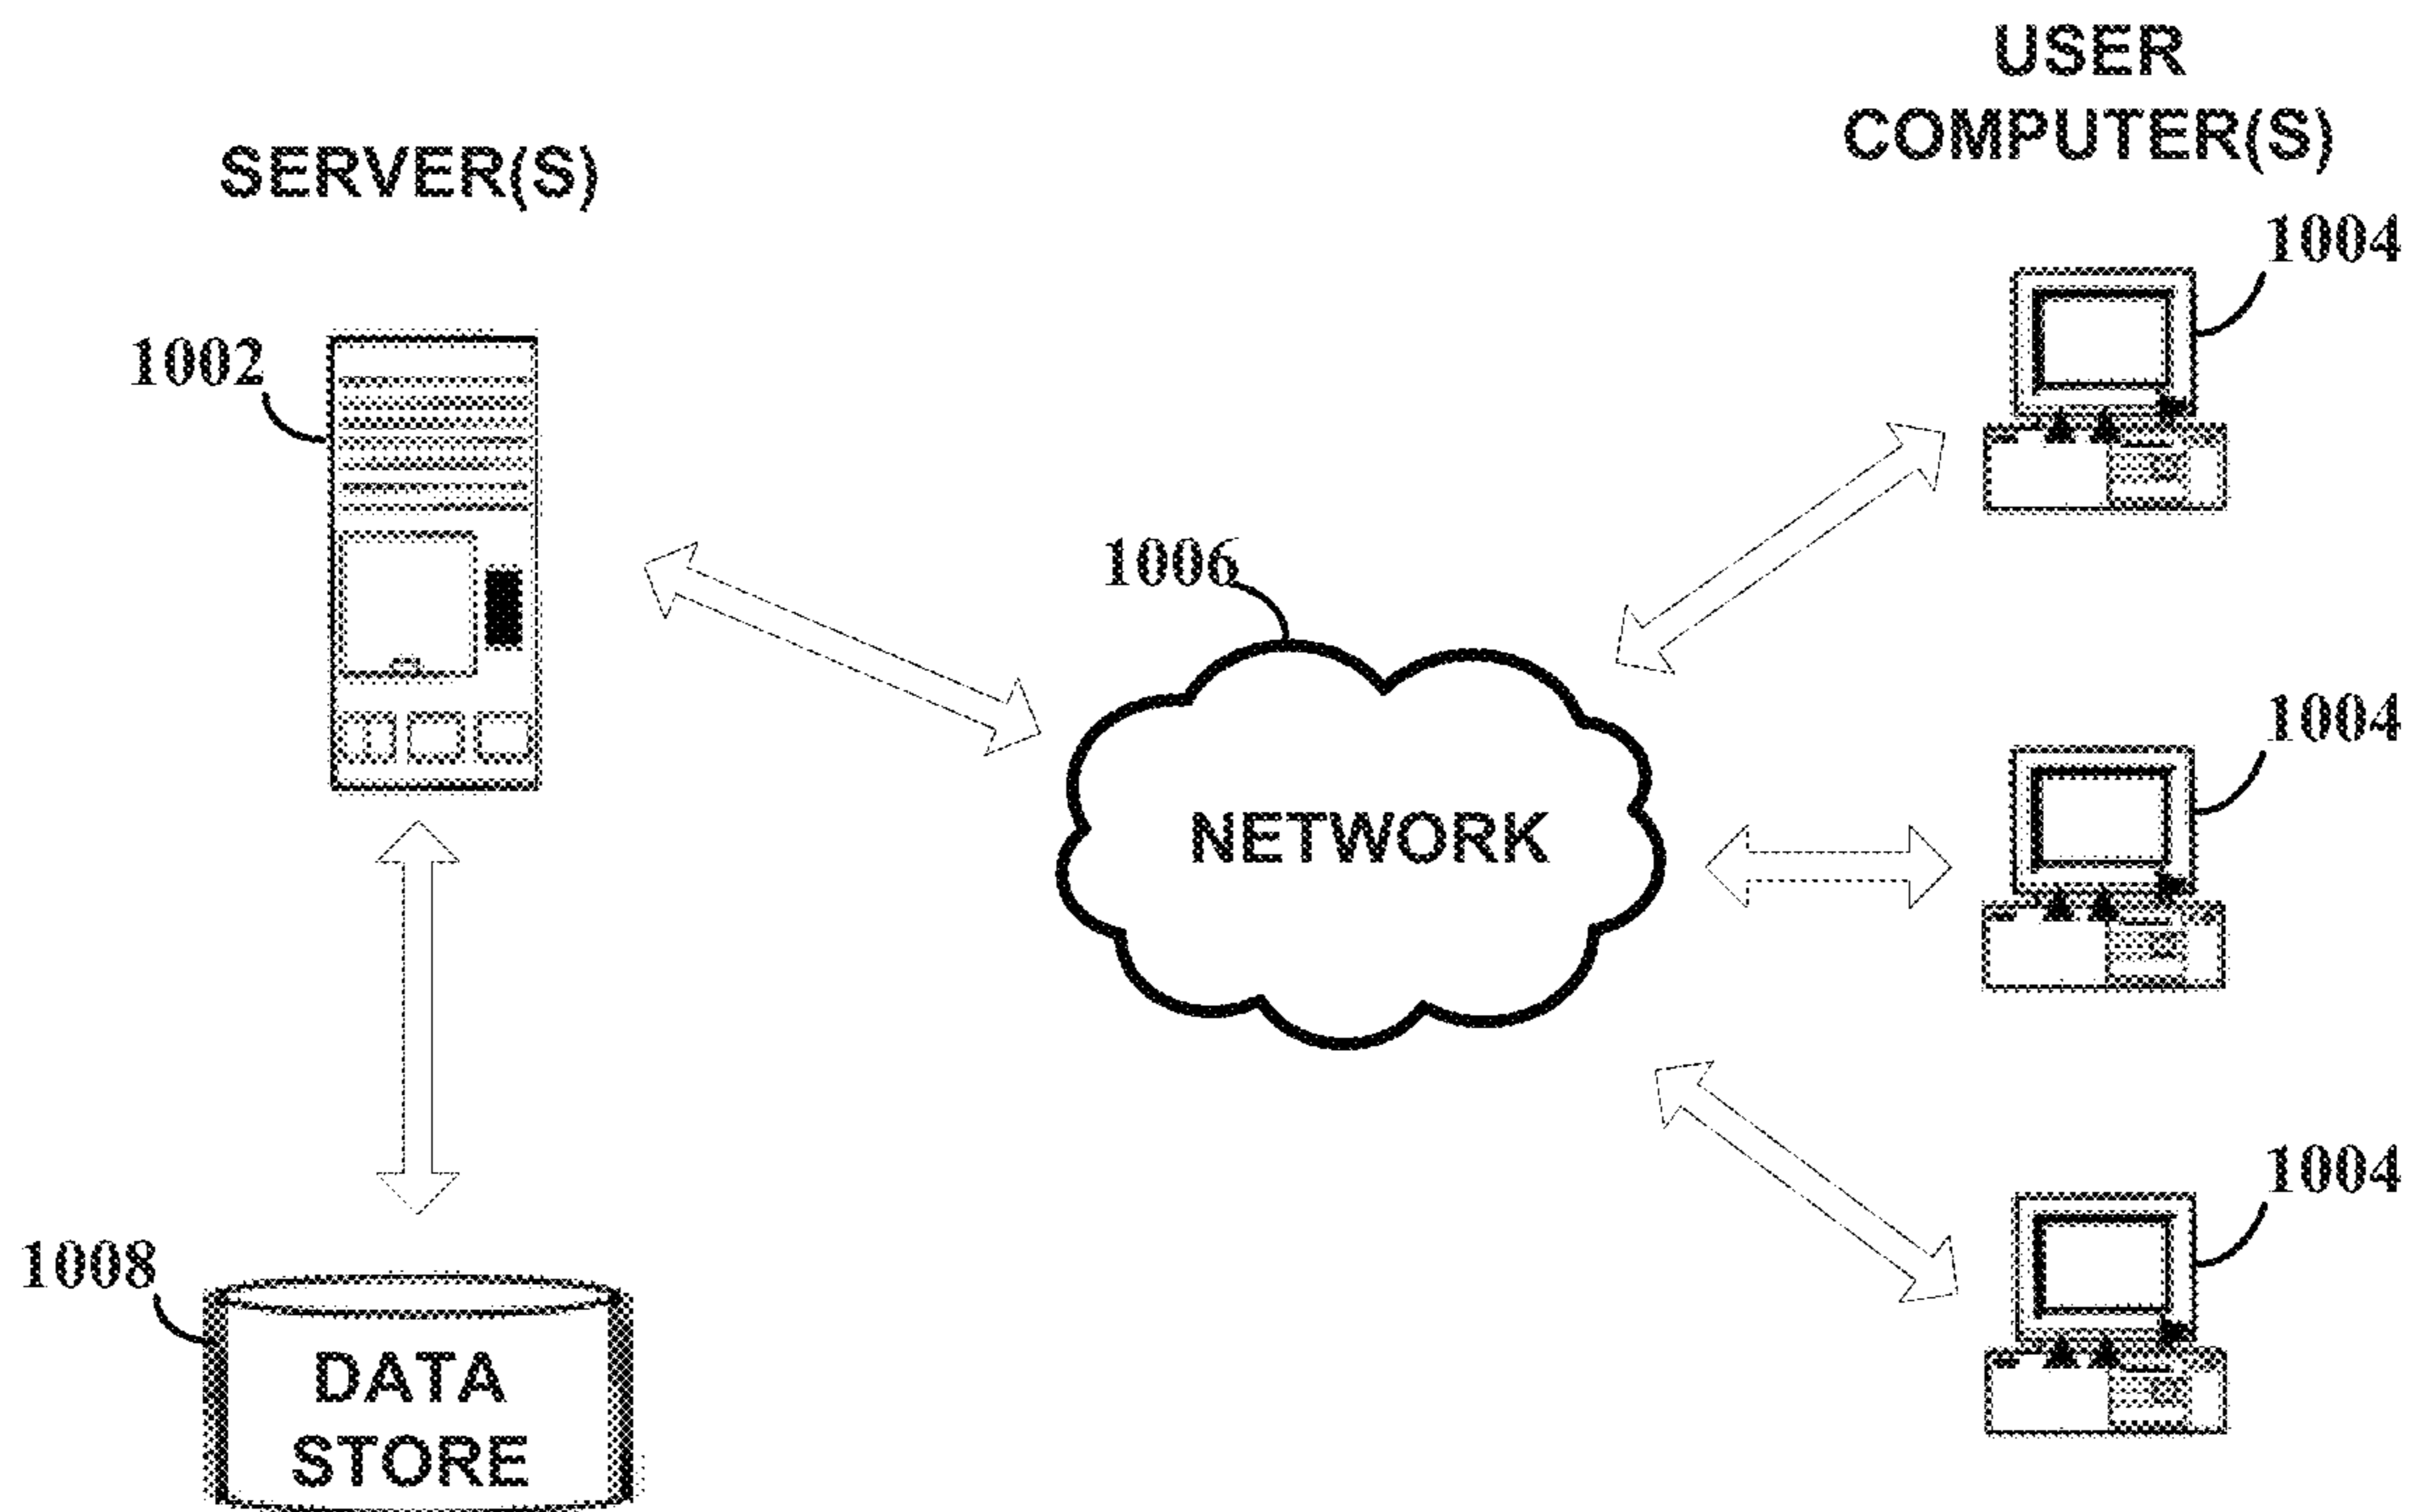 USER
COMPUTER(S)
SERVER(S)
1004
1002
1006
1004
NETWORK
1004
1008
DATA
STORE